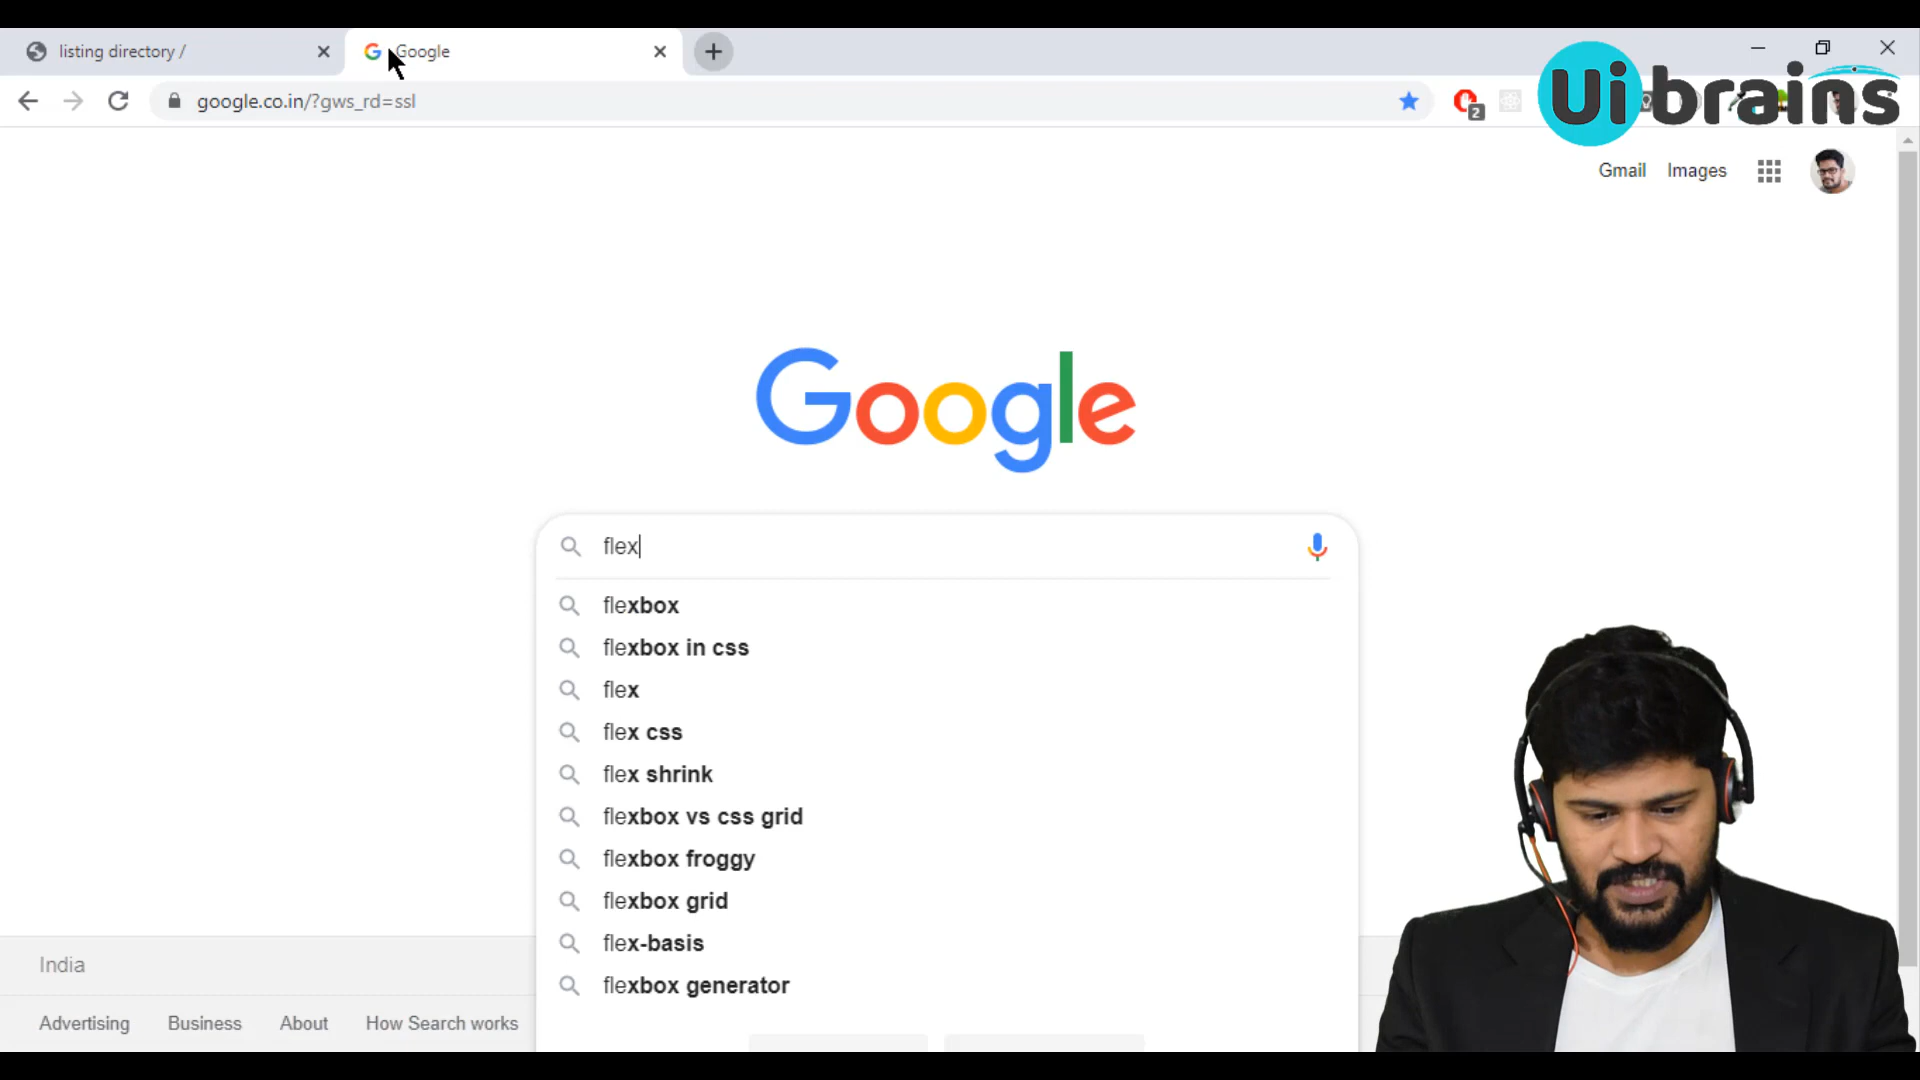 listing directory /
Google
Ui brains
google.co.in/?gws_rd=ssl
2
Gmail Images
Google
flex
flexbox
flexbox in css
flex
flex css
flex shrink
flexbox vs css grid
flexbox froggy
flexbox grid
flex-basis
flexbox generator
India
Advertising Business About How Search works